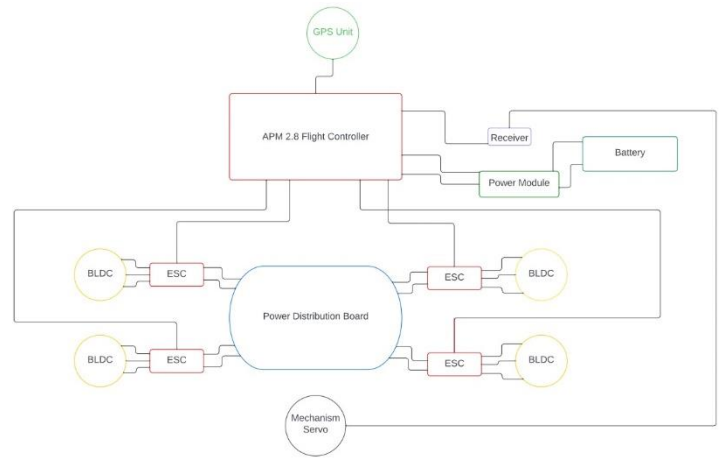 GPS Unit
APM 2.8 Flight Controller
Receiver
Battery
Power Module
BLDC
ESC
ESC
BLDC
Power Distribution Board
BLDC
ESC
ESC
BLDC
Mechanism
Servo